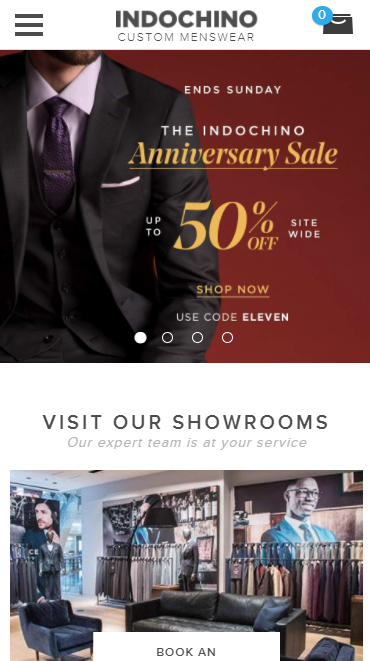 INDOCHINO
0
CUSTOM MENSWEAR
ENDS SUNDAY
THE INDOCHINO
Anniversary Sale
UP TO
50% OFF
SITE WIDE
SHOP NOW
USE CODE ELEVEN
VISIT OUR SHOWROOMS
Our expert team is at your service
CE
BOOK AN